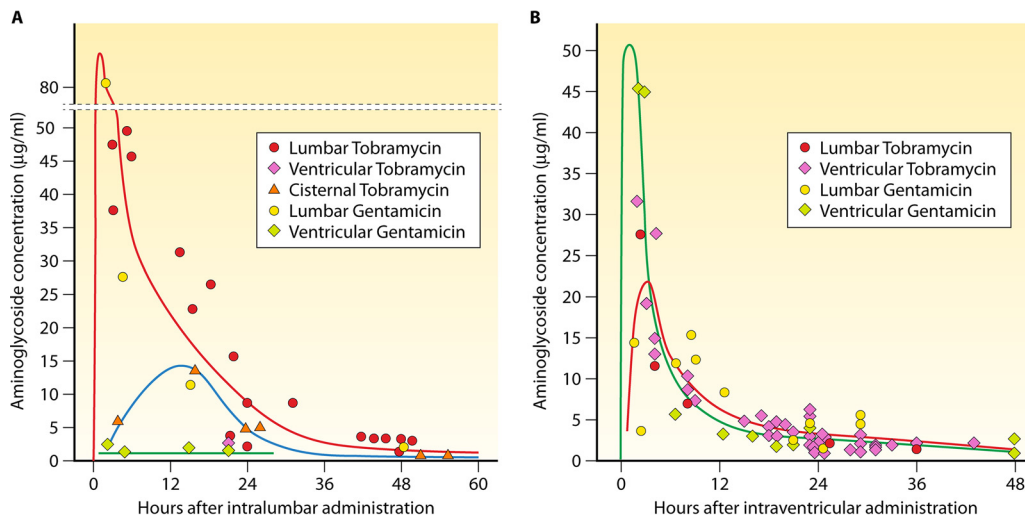 A
80
50
45
40
35
30
25
20
15
10
5
0
Aminoglycoside concentration (µg/ml)
Lumbar Tobramycin
Ventricular Tobramycin
Cisternal Tobramycin
Lumbar Gentamicin
Ventricular Gentamicin
0 12 24 36 48 60
Hours after intralumbar administration
B
50
45
40
35
30
25
20
15
10
5
0
Aminoglycoside concentration (µg/ml)
Lumbar Tobramycin
Ventricular Tobramycin
Lumbar Gentamicin
Ventricular Gentamicin
0 12 24 36 48
Hours after intraventricular administration